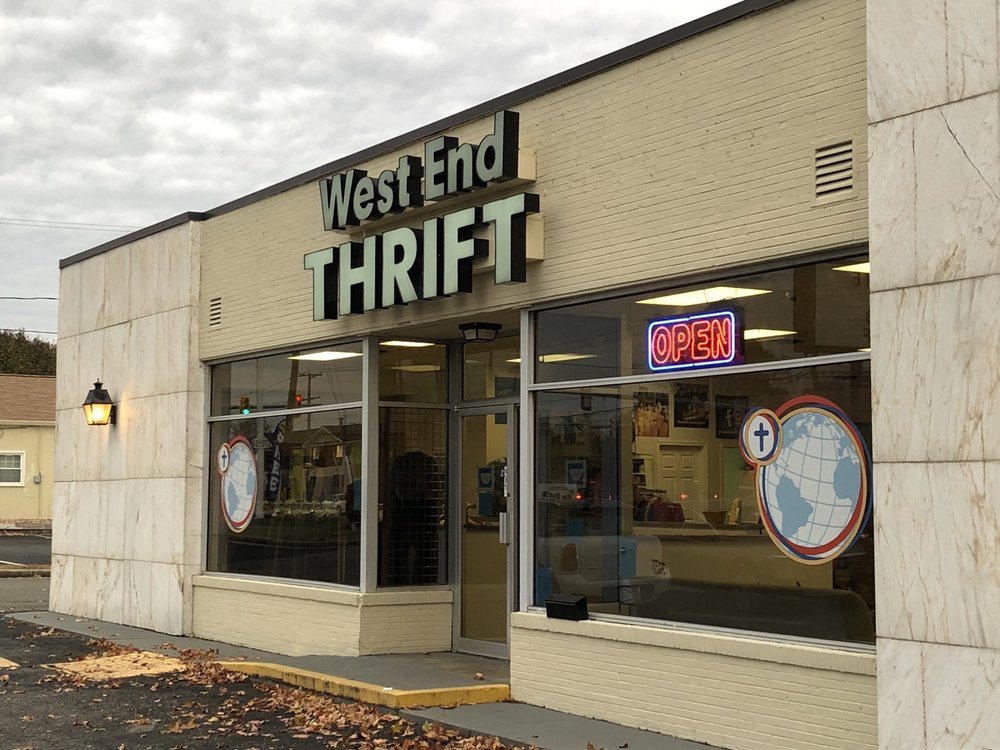 West End
THRIFT
OPEN